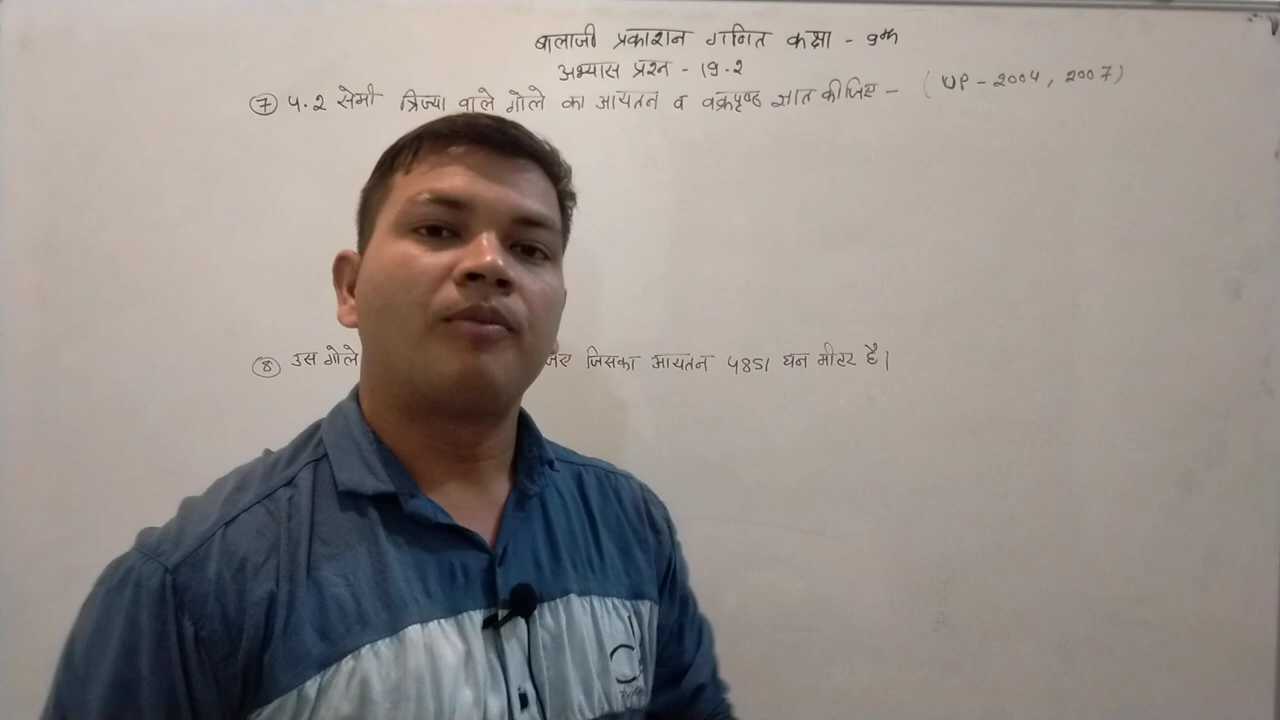 बालाजी प्रकाशन गणित कक्षा - 9th
अभ्यास प्रश्न - 19.2
⑦ 4.2 सेमी त्रिज्या वाले गोले का आयतन व वक्रपृष्ठ ज्ञात कीजिए - (UP - 2004, 2007)
⑧ उस गोले जिसका आयतन 4851 घन मीटर है।